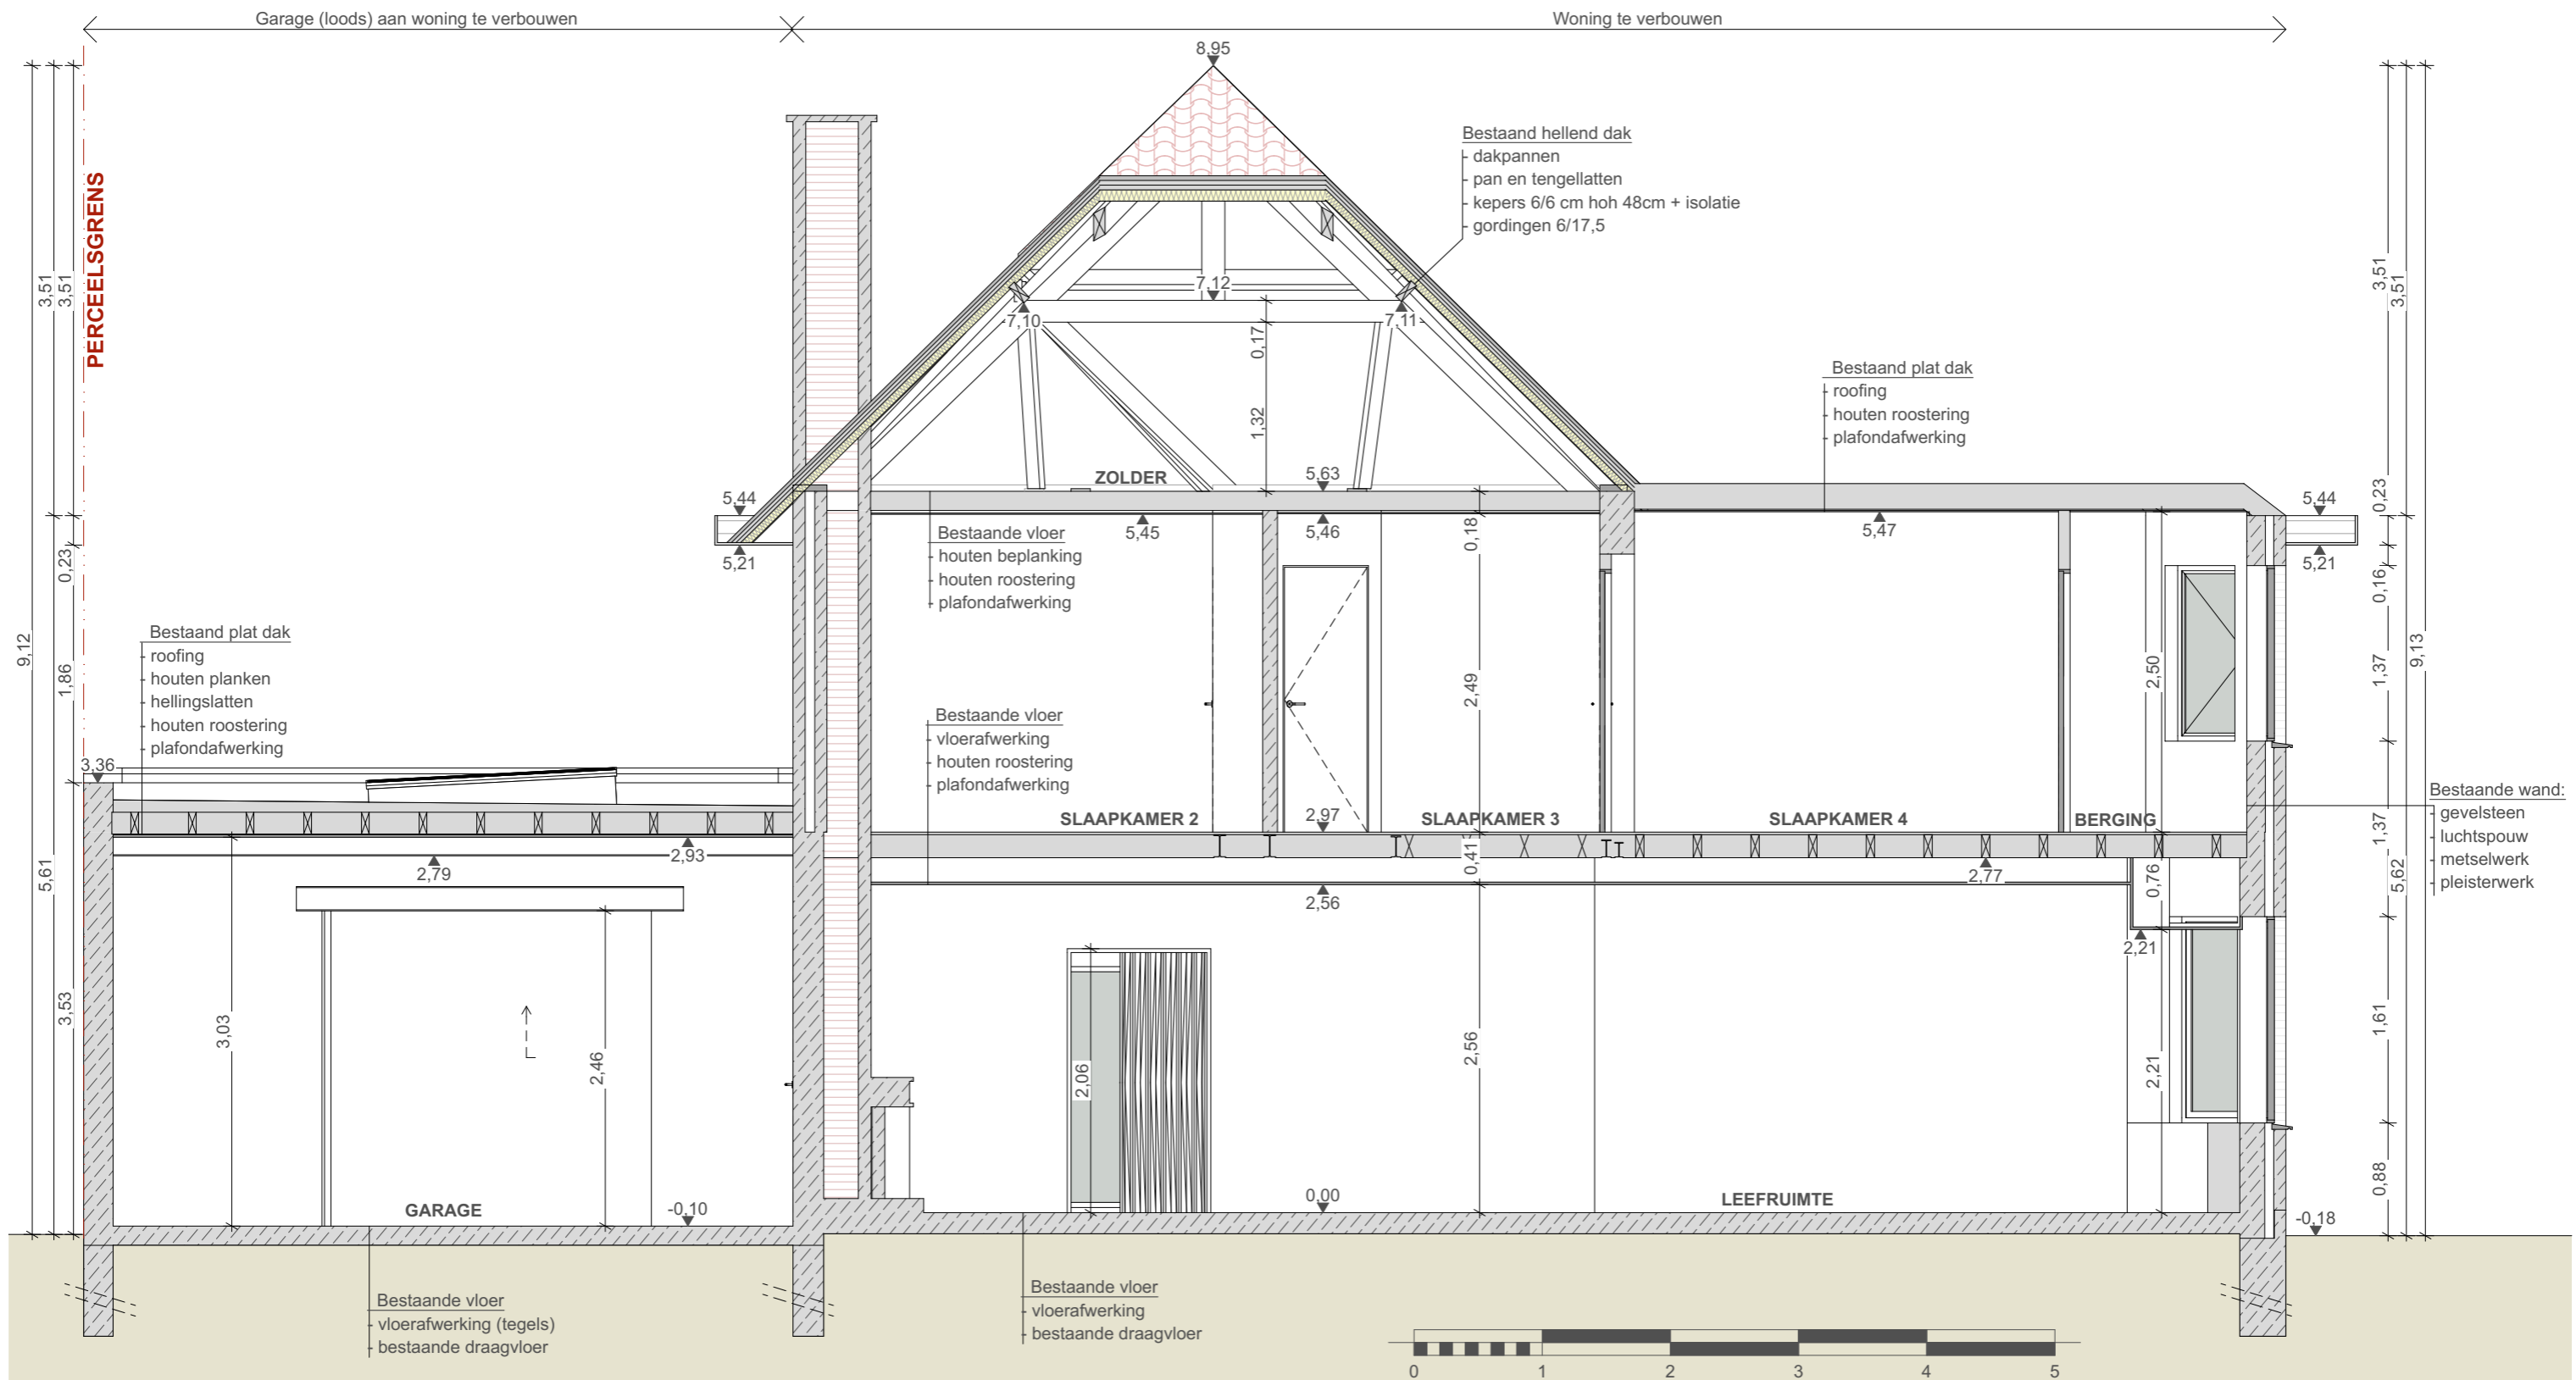 Garage (loods) aan woning te verbouwen
Woning te verbouwen
8,95
PERCEELSGRENS
Bestaand hellend dak
- dakpannen
- pan en tengellatten
- kepers 6/6 cm hoh 48cm + isolatie
- gordingen 6/17,5
3,51
3,51
3,51
3,51
7,12
7,10
7,11
0,17
1,32
Bestaand plat dak
- roofing
- houten roostering
- plafondafwerking
ZOLDER
5,63
5,44
5,21
5,45
5,46
5,47
5,44
5,21
0,23
0,23
0,18
0,16
Bestaande vloer
- houten beplanking
- houten roostering
- plafondafwerking
Bestaand plat dak
- roofing
- houten planken
- hellingslatten
- houten roostering
- plafondafwerking
9,12
1,86
2,49
2,50
1,37
9,13
Bestaande vloer
- vloerafwerking
- houten roostering
- plafondafwerking
3,36
SLAAPKAMER 2
2,97
SLAAPKAMER 3
SLAAPKAMER 4
BERGING
Bestaande wand:
- gevelsteen
- luchtspouw
- metselwerk
- pleisterwerk
2,93
2,79
0,41
2,77
0,76
1,37
5,61
5,62
2,56
2,21
3,53
3,03
2,46
2,06
2,56
2,21
1,61
0,88
GARAGE
-0,10
0,00
LEEFRUIMTE
-0,18
Bestaande vloer
- vloerafwerking (tegels)
- bestaande draagvloer
Bestaande vloer
- vloerafwerking
- bestaande draagvloer
0 1 2 3 4 5